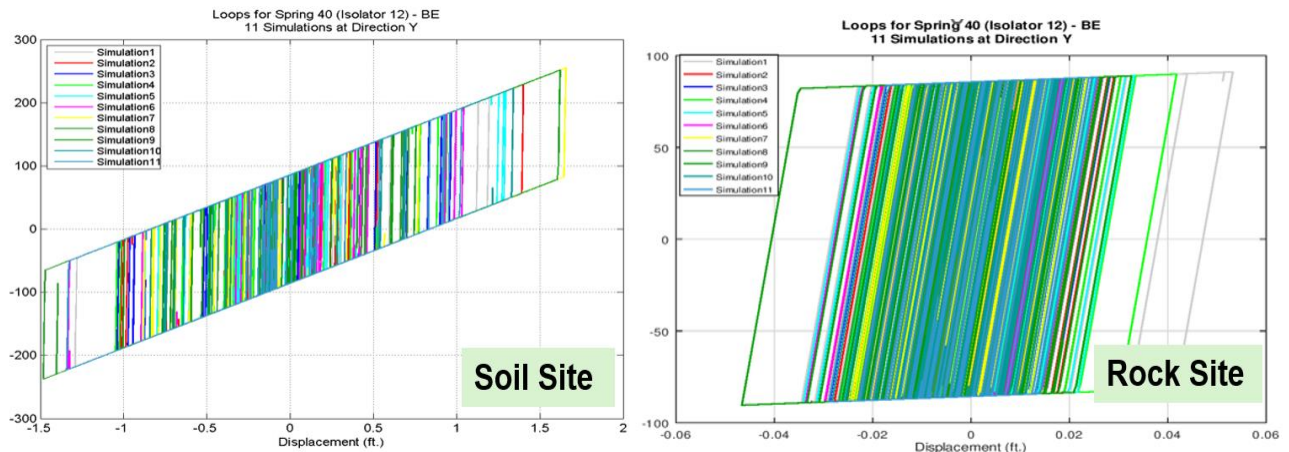 Loops for Spring 40 (Isolator 12) - BE
11 Simulations at Direction Y
300
200
100
0
-100
-200
-300
Simulation1
Simulation2
Simulation3
Simulation4
Simulation5
Simulation6
Simulation7
Simulation8
Simulation9
Simulation10
Simulation11
Soil Site
-1.5
-1
-0.5
0
0.5
1
1.5
2
Displacement (ft.)
Loops for Spring 40 (Isolator 12) - BE
11 Simulations at Direction Y
100
50
0
-50
-100
Simulation1
Simulation2
Simulation3
Simulation4
Simulation5
Simulation6
Simulation7
Simulation8
Simulation9
Simulation10
Simulation11
Rock Site
-0.06
-0.04
-0.02
0
0.02
0.04
0.06
Displacement (ft.)